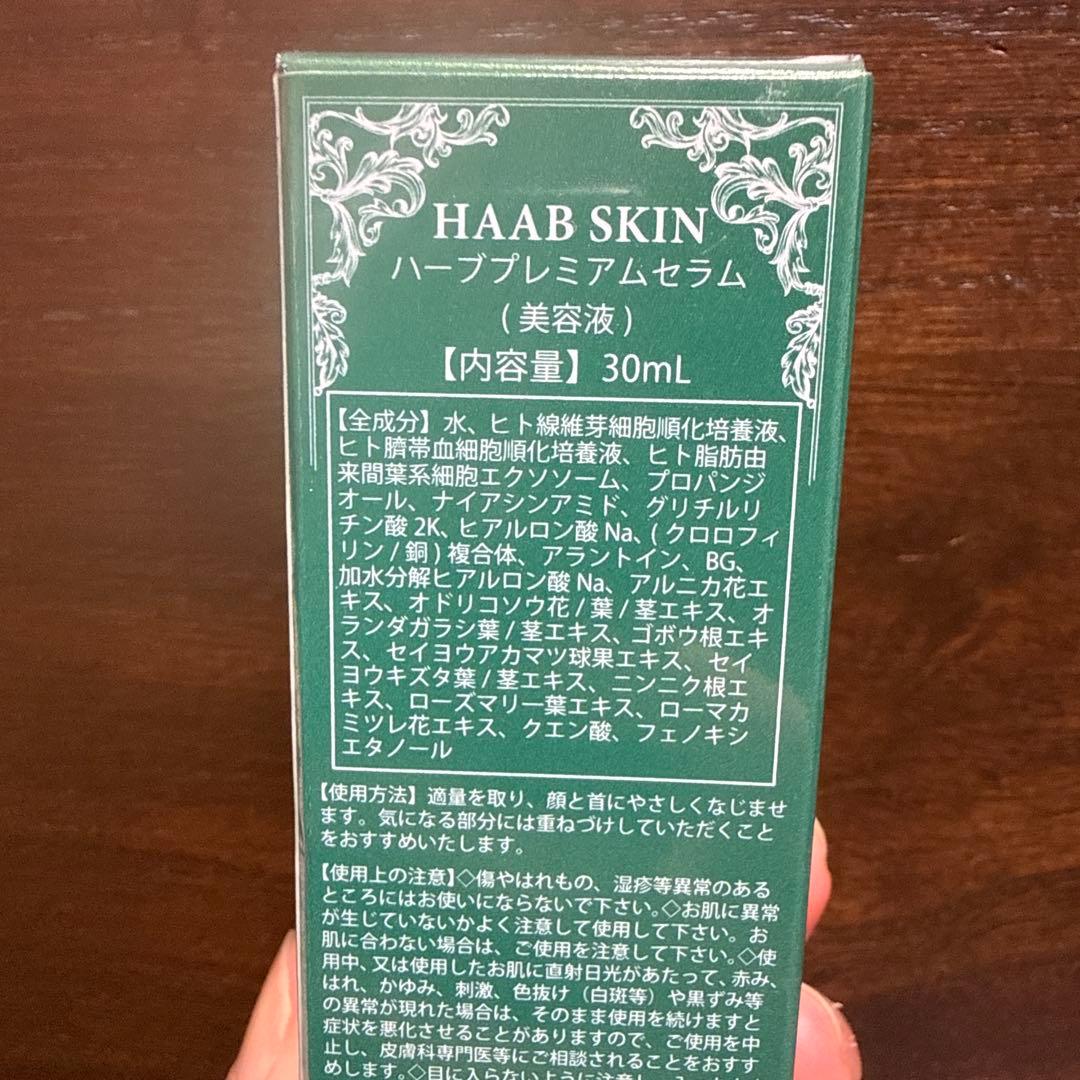 HAAB SKIN
ハーブプレミアムセラム
( 美容液 )
【内容量】 30mL
【全成分】水、ヒト線維芽細胞順化培養液、
ヒト臍帯血細胞順化培養液、ヒト脂肪由
来間葉系細胞エクソソーム、プロパンジ
オール、ナイアシンアミド、グリチルリ
チン酸 2K、ヒアルロン酸 Na、( クロロフィ
リン / 銅 ) 複合体、アラントイン、BG、
加水分解ヒアルロン酸 Na、アルニカ花エ
キス、オドリコソウ花 / 葉 / 茎エキス、オ
ランダガラシ葉 / 茎エキス、ゴボウ根エキ
ス、セイヨウアカマツ球果エキス、セイ
ヨウキズタ葉 / 茎エキス、ニンニク根エ
キス、ローズマリー葉エキス、ローマカ
ミツレ花エキス、クエン酸、フェノキシ
エタノール
【使用方法】適量を取り、顔と首にやさしくなじませ
ます。気になる部分には重ねづけしていただくこと
をおすすめいたします。
【使用上の注意】◇傷やはれもの、湿疹等異常のある
ところにはお使いにならないで下さい。◇お肌に異常
が生じていないかよく注意して使用して下さい。お
肌に合わない場合は、ご使用を注意して下さい。◇使
用中、又は使用したお肌に直射日光があたって、赤み、
はれ、かゆみ、刺激、色抜け（白斑等）や黒ずみ等
の異常が現れた場合は、そのまま使用を続けますと
症状を悪化させることがありますので、ご使用を中
止し、皮膚科専門医等にご相談されることをおすす
めします。◇目に入らないように注意し、入った